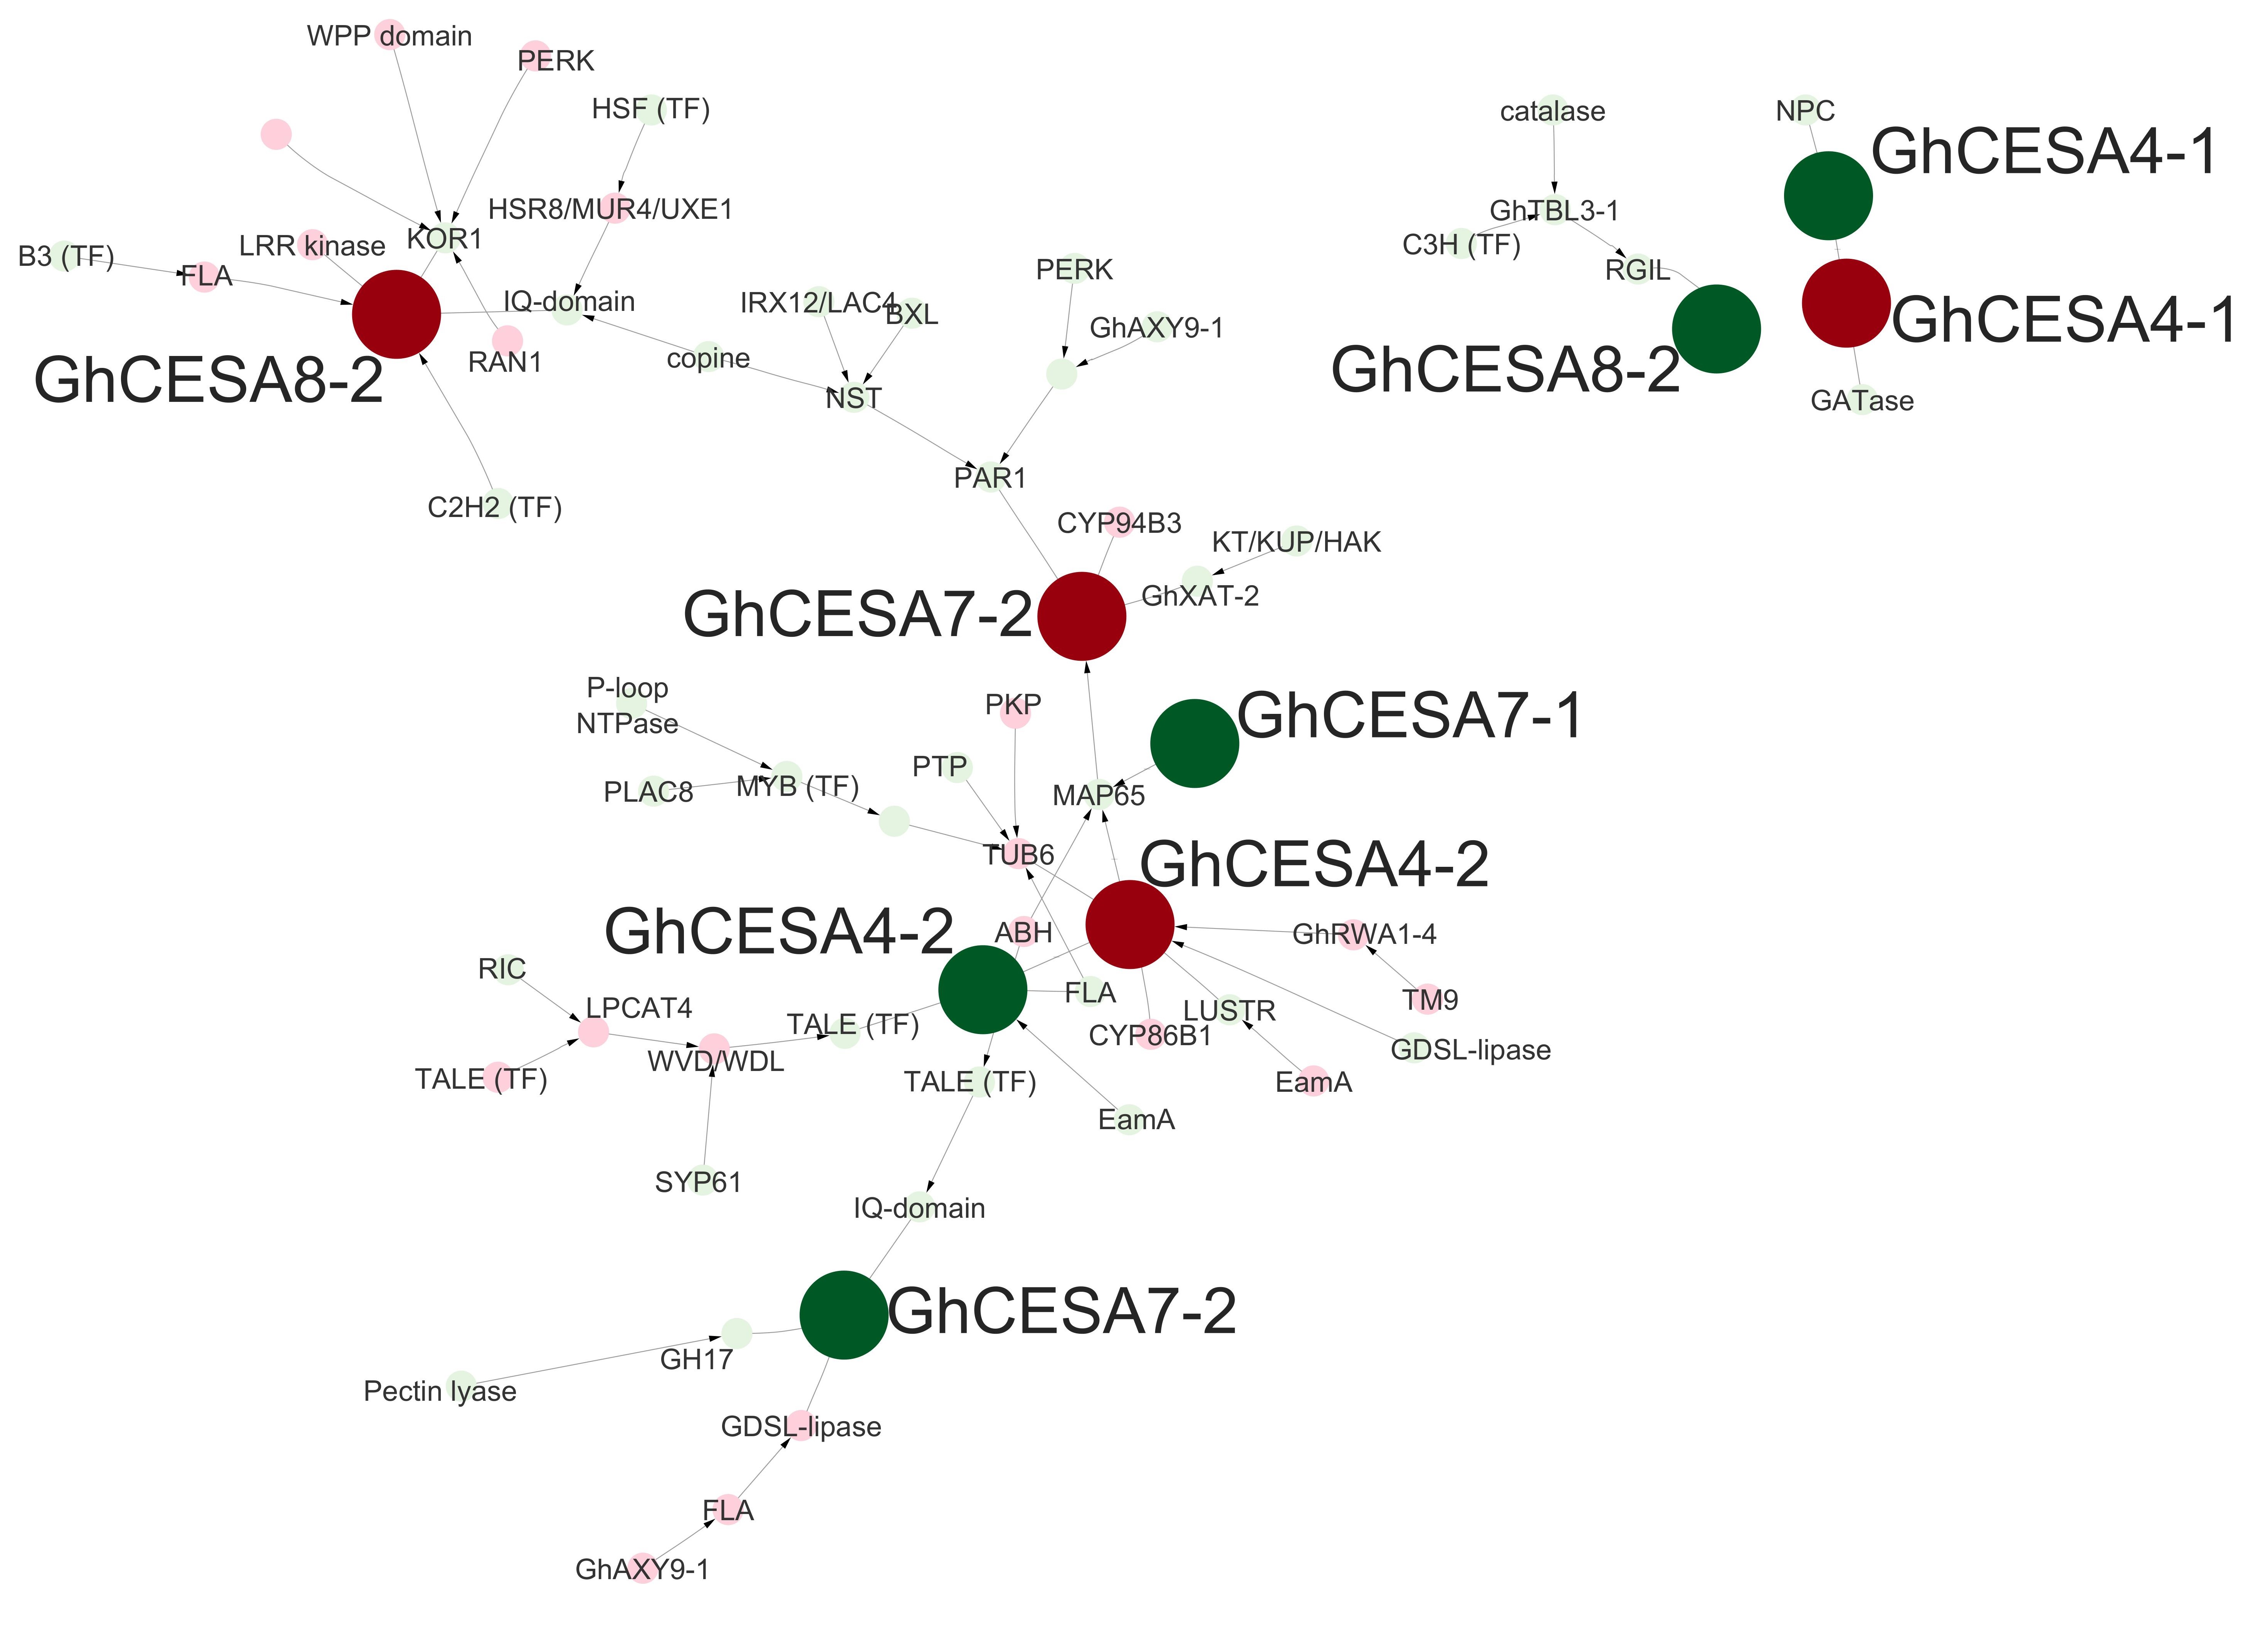 WPP domain
PERK
HSF (TF)
catalase
NPC
GhCESA4-1
HSR8/MUR4/UXE1
GhTBL3-1
B3 (TF)
LRR kinase
KOR1
C3H (TF)
FLA
RGIL
PERK
IQ-domain
IRX12/LAC4
BXL
GhAXY9-1
GhCESA4-1
RAN1
copine
GhCESA8-2
GhCESA8-2
NST
GATase
PAR1
C2H2 (TF)
CYP94B3
KT/KUP/HAK
GhXAT-2
GhCESA7-2
P-loop
NTPase
PKP
GhCESA7-1
PTP
PLAC8
MYB (TF)
MAP65
TUB6
GhCESA4-2
GhCESA4-2
ABH
GhRWA1-4
RIC
LPCAT4
FLA
TM9
TALE (TF)
LUSTR
CYP86B1
GDSL-lipase
WVD/WDL
TALE (TF)
TALE (TF)
EamA
EamA
SYP61
IQ-domain
GhCESA7-2
GH17
Pectin lyase
GDSL-lipase
FLA
GhAXY9-1